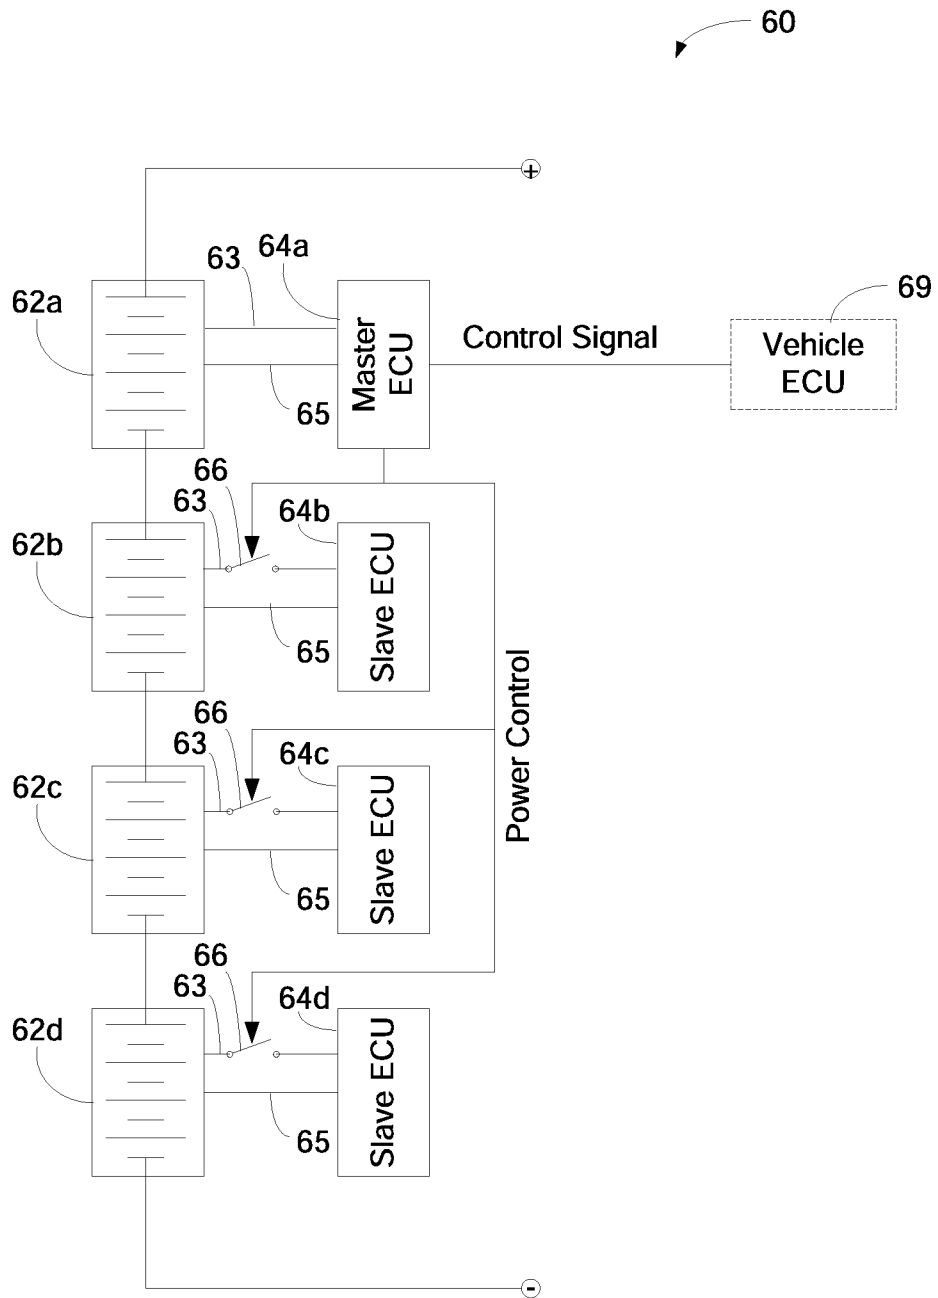 60
+
63
64a
62a
Master
ECU
Control Signal
69
Vehicle
ECU
65
66
63
64b
62b
Slave ECU
65
Power Control
66
63
64c
62c
Slave ECU
65
66
63
64d
62d
Slave ECU
65
-